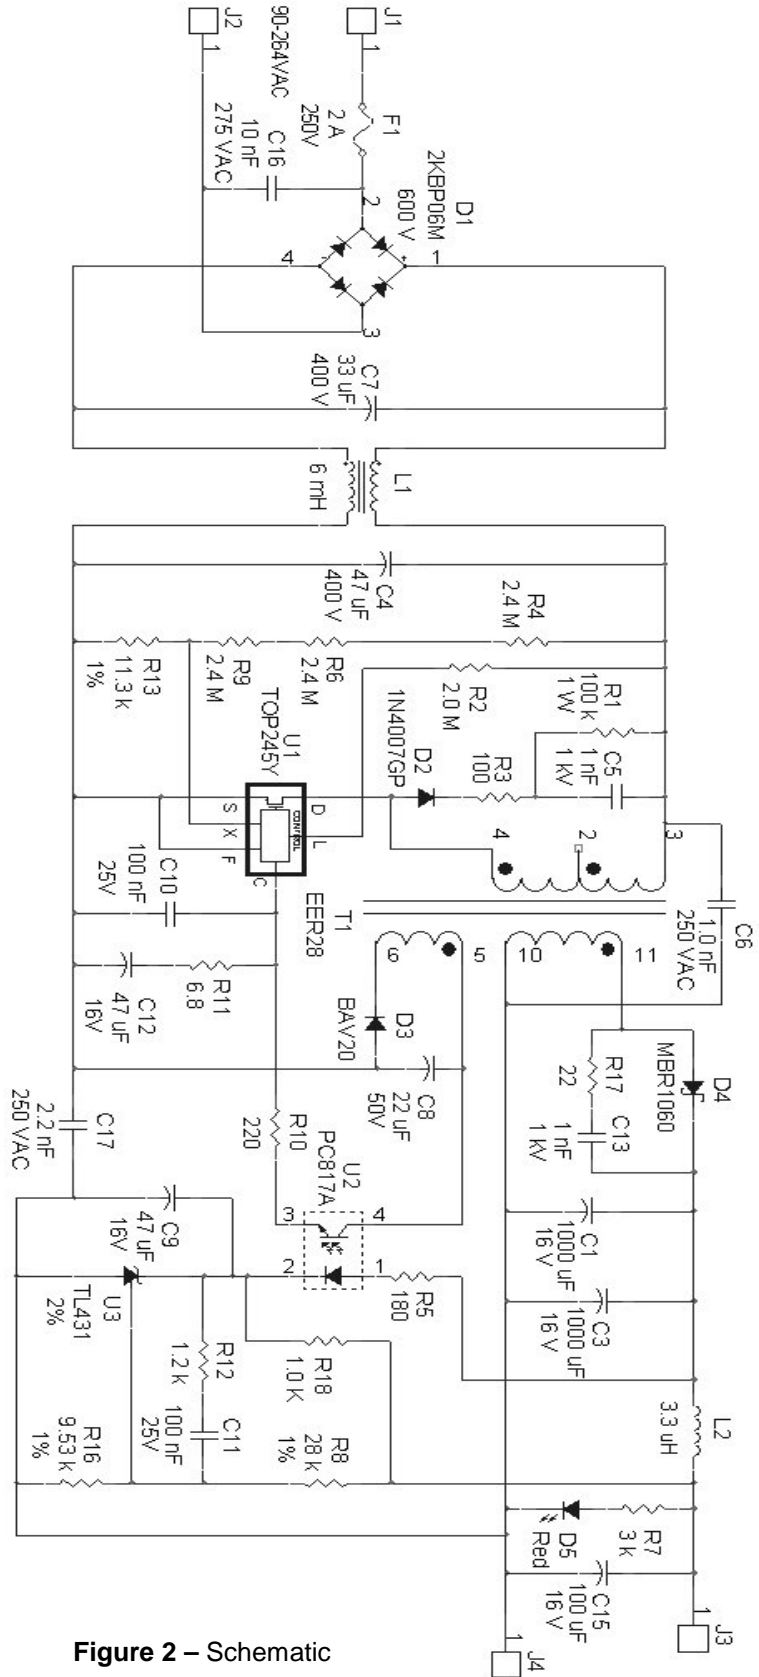 J2
1
J1
1
90-264VAC
F1
2 A
250V
C16
10 nF
275 VAC
D1
2KBP06M
600 V
2
1
4
3
+
-
C7
33 uF
400 V
L1
6 mH
C4
47 uF
400 V
R4
2.4 M
R6
2.4 M
R9
2.4 M
R13
11.3 k
1%
R2
2.0 M
R1
100 k
1 W
C5
1 nF
1 kV
R3
100
D2
1N4007GP
U1
TOP245Y
D
L
CONTROL
S
X
F
C
3
2
4
T1
EER28
5
6
10
11
C6
1.0 nF
250 VAC
C10
100 nF
25V
R11
6.8
C12
47 uF
16V
D3
BAV20
C8
22 uF
50V
R10
220
C17
2.2 nF
250 VAC
D4
MBR1060
R17
22
C13
1 nF
1 kV
C1
1000 uF
16 V
C3
1000 uF
16 V
U2
PC817A
3
4
2
1
R5
180
C9
47 uF
16V
U3
TL431
2%
R12
1.2 k
C11
100 nF
25V
R18
1.0 K
R8
28 k
1%
R16
9.53 k
1%
L2
3.3 uH
R7
3 k
D5
Red
C15
100 uF
16 V
1
J3
1
J4
Figure 2 – Schematic